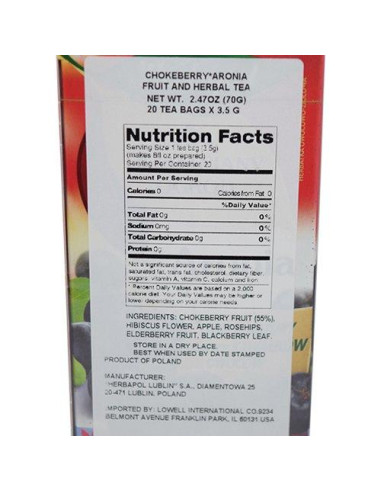 CHOKEBERRY*ARONIA
FRUIT AND HERBAL TEA
NET WT. 2.47OZ (70G)
20 TEA BAGS X 3.5 G
Nutrition Facts
Serving Size 1 tea bag (3.5g)
(makes 8fl oz prepared)
Serving Per Container: 20
Amount Per Serving
Calories 0 Calories from Fat 0
%Daily Value*
Total Fat 0g 0%
Sodium 0mg 0%
Total Carbohydrate 0g 0%
Protein 0g
Not a significant source of calories from fat,
saturated fat, trans fat, cholesterol, dietary fiber,
sugars, vitamin A, vitamin C, calcium and iron
* Percent Daily Values are based on a 2,000
calorie diet. Your Daily Values may be higher or
lower depending on your calorie needs
INGREDIENTS: CHOKEBERRY FRUIT (55%),
HIBISCUS FLOWER, APPLE, ROSEHIPS,
ELDERBERRY FRUIT, BLACKBERRY LEAF.
STORE IN A DRY PLACE.
BEST WHEN USED BY DATE STAMPED
PRODUCT OF POLAND
MANUFACTURED BY:
"HERBAPOL LUBLIN" S.A., DIAMENTOWA 25
20-471 LUBLIN, POLAND
IMPORTED BY: LOWELL INTERNATIONAL CO.9234
BELMONT AVENUE FRANKLIN PARK, IL 60131 USA